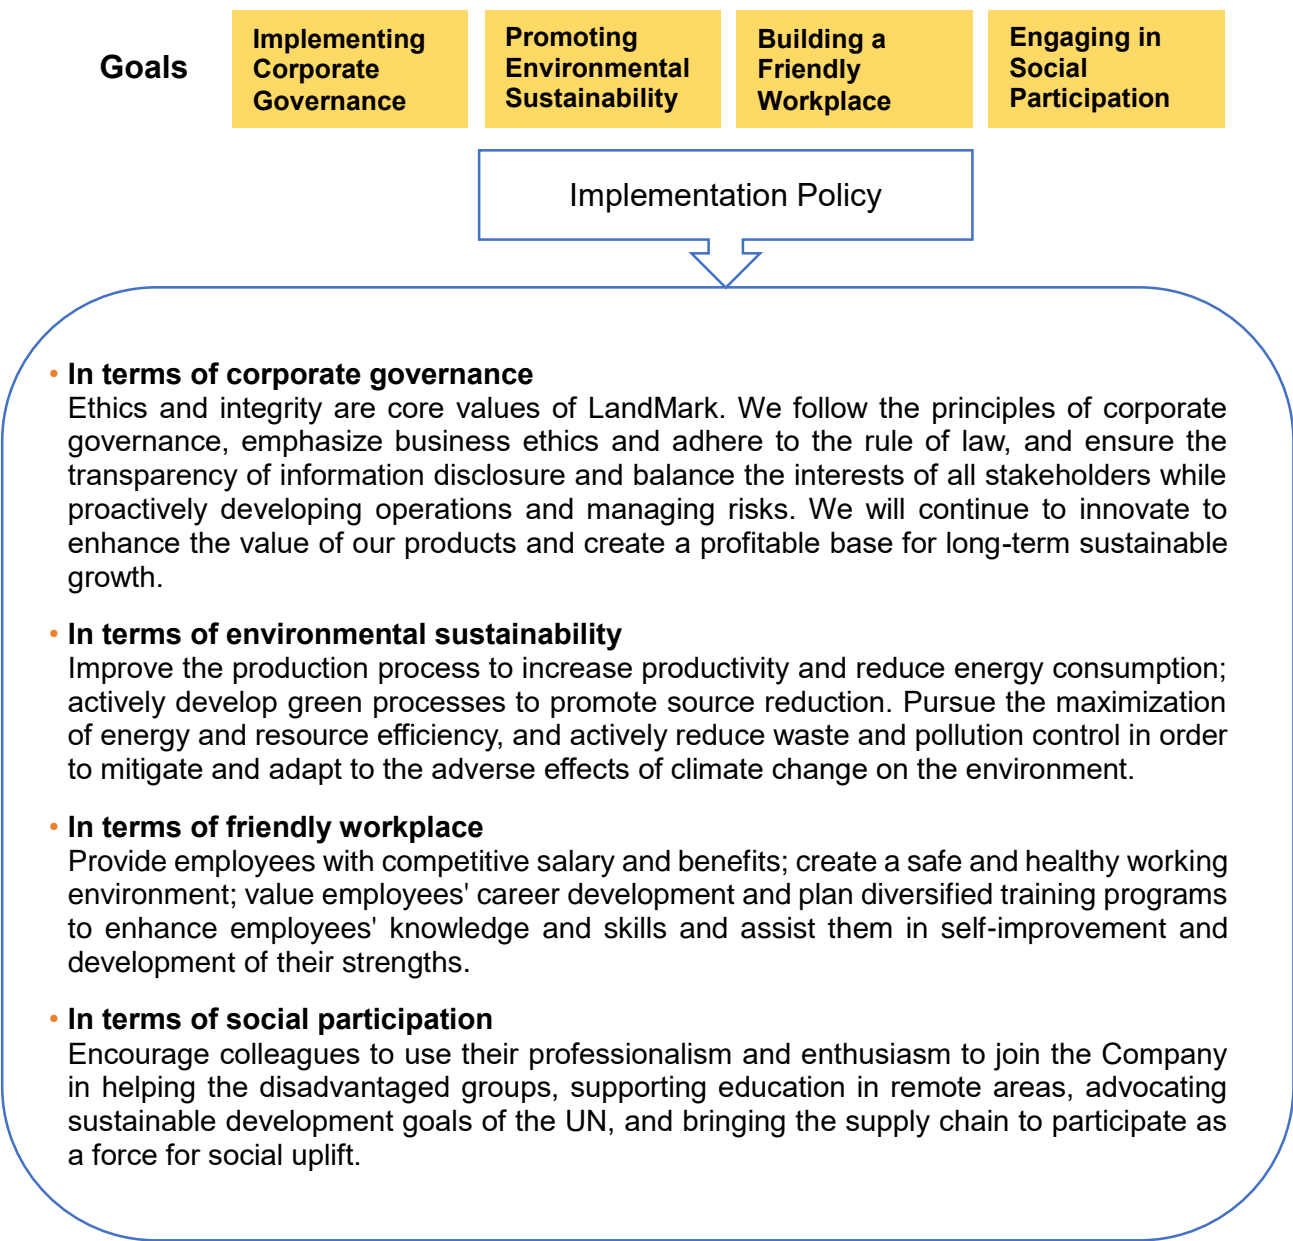 Goals
Implementing
Corporate
Governance
Promoting
Environmental
Sustainability
Building a
Friendly
Workplace
Engaging in
Social
Participation
Implementation Policy
• In terms of corporate governance
Ethics and integrity are core values of LandMark. We follow the principles of corporate
governance, emphasize business ethics and adhere to the rule of law, and ensure the
transparency of information disclosure and balance the interests of all stakeholders while
proactively developing operations and managing risks. We will continue to innovate to
enhance the value of our products and create a profitable base for long-term sustainable
growth.
• In terms of environmental sustainability
Improve the production process to increase productivity and reduce energy consumption;
actively develop green processes to promote source reduction. Pursue the maximization
of energy and resource efficiency, and actively reduce waste and pollution control in order
to mitigate and adapt to the adverse effects of climate change on the environment.
• In terms of friendly workplace
Provide employees with competitive salary and benefits; create a safe and healthy working
environment; value employees' career development and plan diversified training programs
to enhance employees' knowledge and skills and assist them in self-improvement and
development of their strengths.
• In terms of social participation
Encourage colleagues to use their professionalism and enthusiasm to join the Company
in helping the disadvantaged groups, supporting education in remote areas, advocating
sustainable development goals of the UN, and bringing the supply chain to participate as
a force for social uplift.